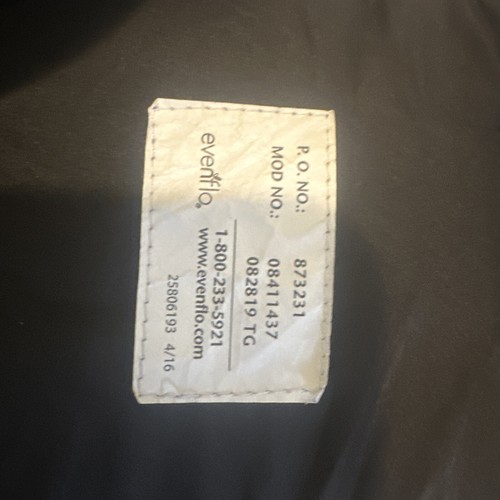 P. O. NO.: 873231
MOD NO.: 08411437
082819 TG
evenflo®
1-800-233-5921
www.evenflo.com
25806193 4/16